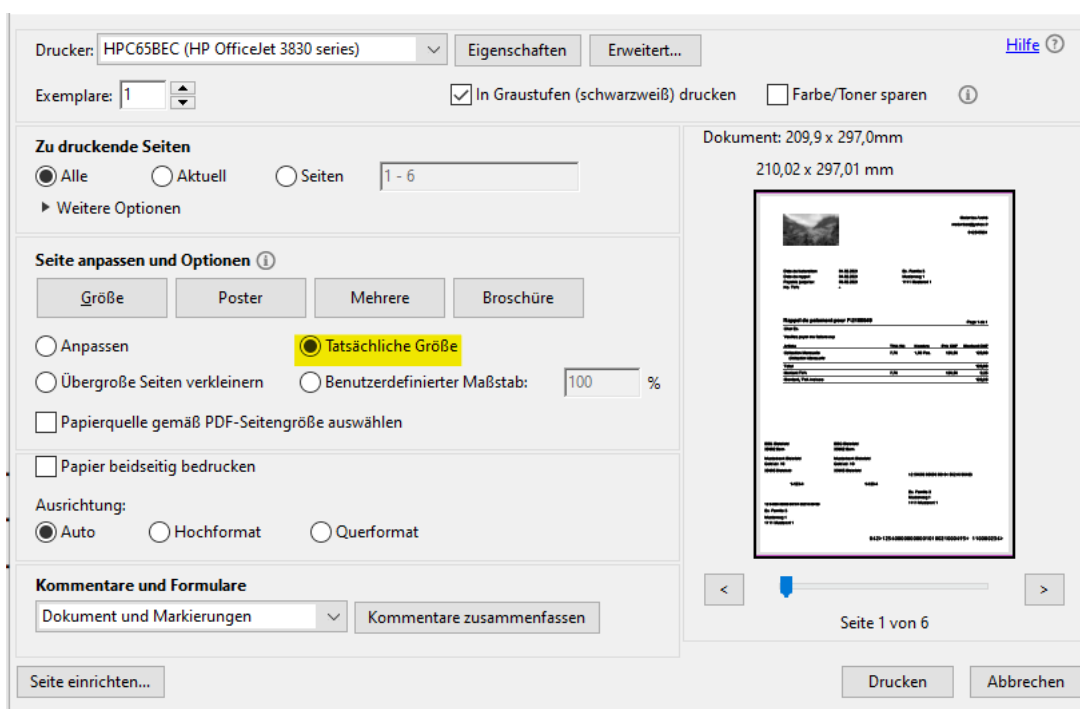 Drucker: HPC65BEC (HP OfficeJet 3830 series) Eigenschaften Erweitert... Hilfe ?
Exemplare: 1 In Graustufen (schwarzweiß) drucken Farbe/Toner sparen
Zu druckende Seiten
Alle Aktuell Seiten 1 - 6
Weitere Optionen
Seite anpassen und Optionen
Größe Poster Mehrere Broschüre
Anpassen Tatsächliche Größe
Übergroße Seiten verkleinern Benutzerdefinierter Maßstab: 100 %
Papierquelle gemäß PDF-Seitengröße auswählen
Papier beidseitig bedrucken
Ausrichtung:
Auto Hochformat Querformat
Kommentare und Formulare
Dokument und Markierungen Kommentare zusammenfassen
Dokument: 209,9 x 297,0mm
210,02 x 297,01 mm
Page 1 de 1
< >
Seite 1 von 6
Seite einrichten... Drucken Abbrechen